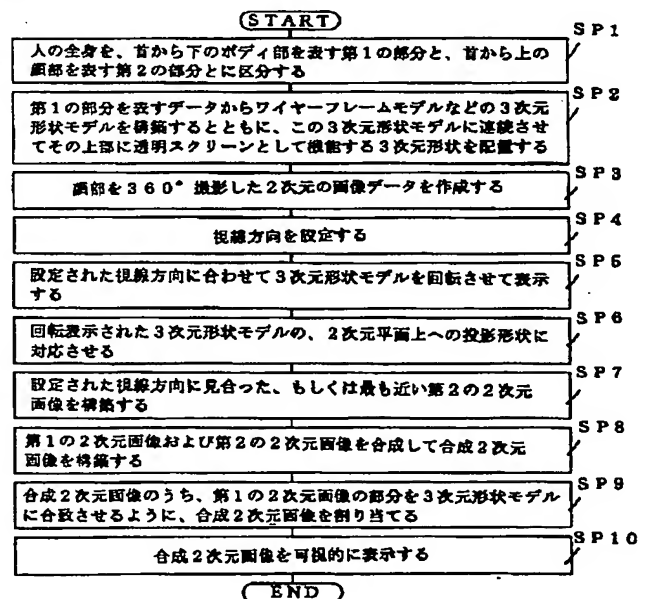 START
SP1
人の全身を、首から下のボディ部を表す第1の部分と、首から上の
顔部を表す第2の部分とに区分する
SP2
第1の部分を表すデータからワイヤーフレームモデルなどの3次元
形状モデルを構築するとともに、この3次元形状モデルに連続させ
てその上部に透明スクリーンとして機能する3次元形状を配置する
SP3
顔部を360°撮影した2次元の画像データを作成する
SP4
視線方向を設定する
SP5
設定された視線方向に合わせて3次元形状モデルを回転させて表示
する
SP6
回転表示された3次元形状モデルの、2次元平面上への投影形状に
対応させる
SP7
設定された視線方向に見合った、もしくは最も近い第2の2次元
画像を構築する
SP8
第1の2次元画像および第2の2次元画像を合成して合成2次元
画像を構築する
SP9
合成2次元画像のうち、第1の2次元画像の部分を3次元形状モデル
に合致させるように、合成2次元画像を割り当てる
SP10
合成2次元画像を可視的に表示する
END